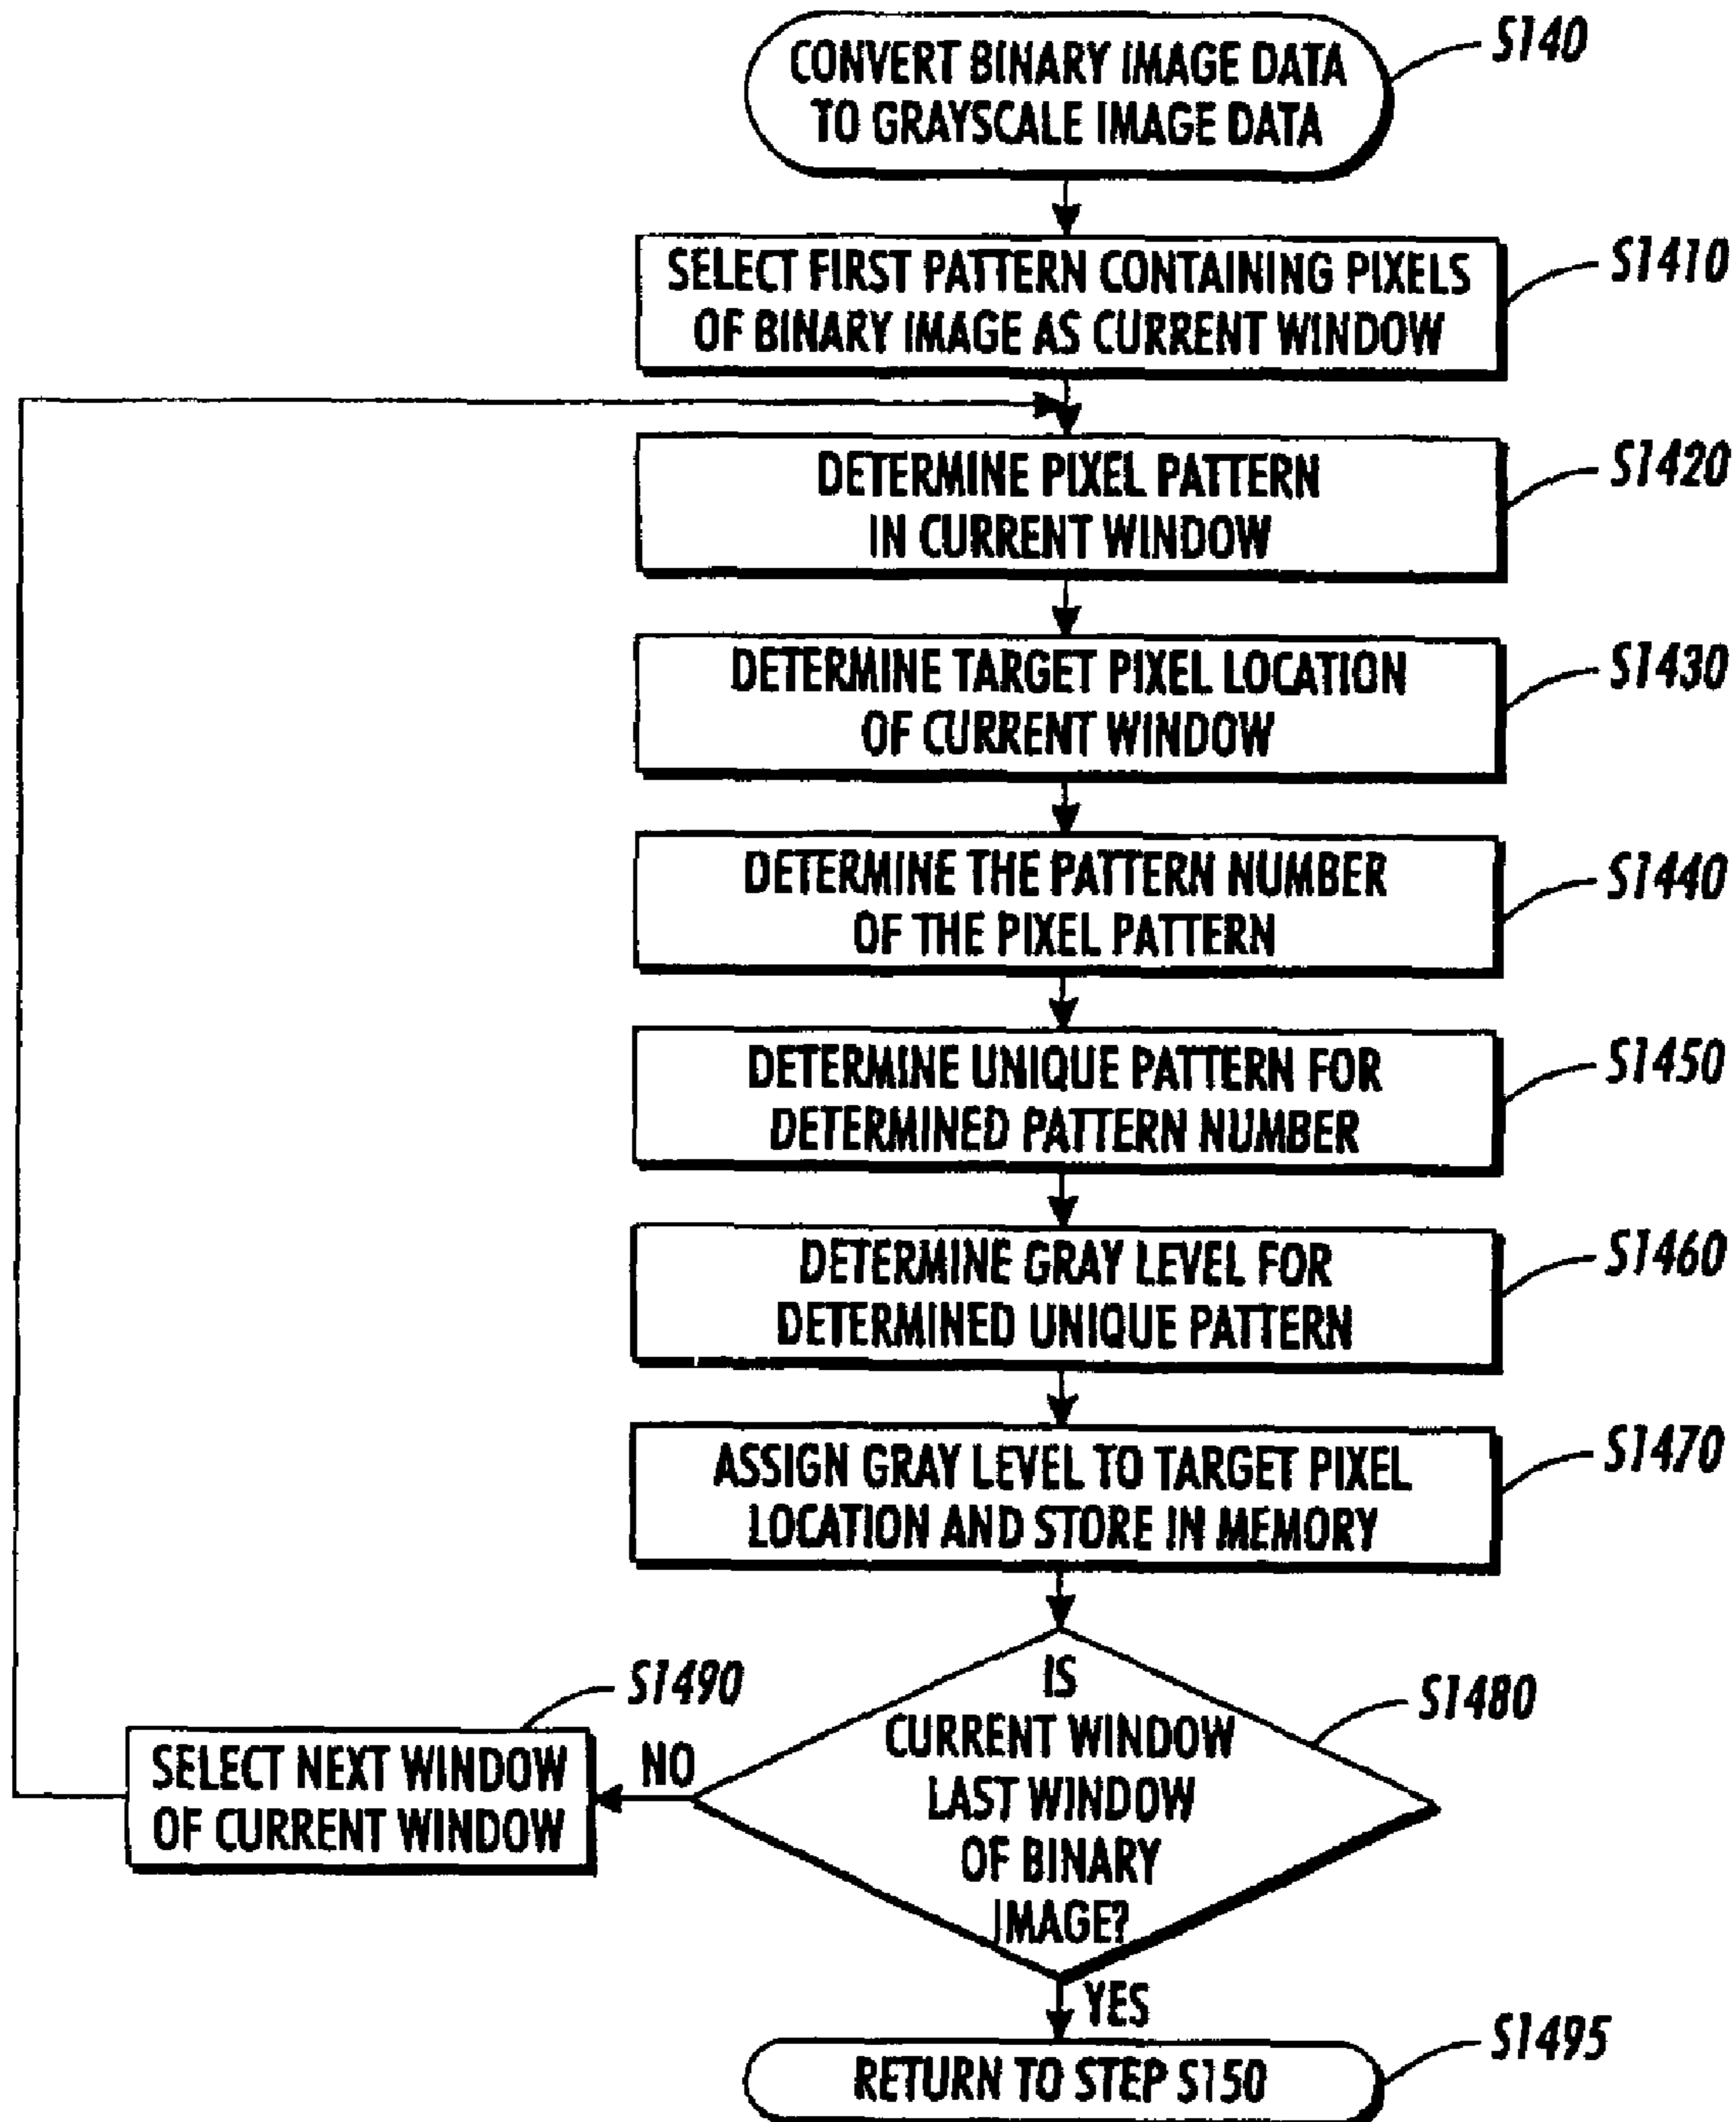 CONVERT BINARY IMAGE DATA
TO GRAYSCALE IMAGE DATA
S140
SELECT FIRST PATTERN CONTAINING PIXELS
OF BINARY IMAGE AS CURRENT WINDOW
S1410
DETERMINE PIXEL PATTERN
IN CURRENT WINDOW
S1420
DETERMINE TARGET PIXEL LOCATION
OF CURRENT WINDOW
S1430
DETERMINE THE PATTERN NUMBER
OF THE PIXEL PATTERN
S1440
DETERMINE UNIQUE PATTERN FOR
DETERMINED PATTERN NUMBER
S1450
DETERMINE GRAY LEVEL FOR
DETERMINED UNIQUE PATTERN
S1460
ASSIGN GRAY LEVEL TO TARGET PIXEL
LOCATION AND STORE IN MEMORY
S1470
IS
CURRENT WINDOW
LAST WINDOW
OF BINARY
IMAGE?
S1480
NO
S1490
SELECT NEXT WINDOW
OF CURRENT WINDOW
YES
RETURN TO STEP S150
S1495